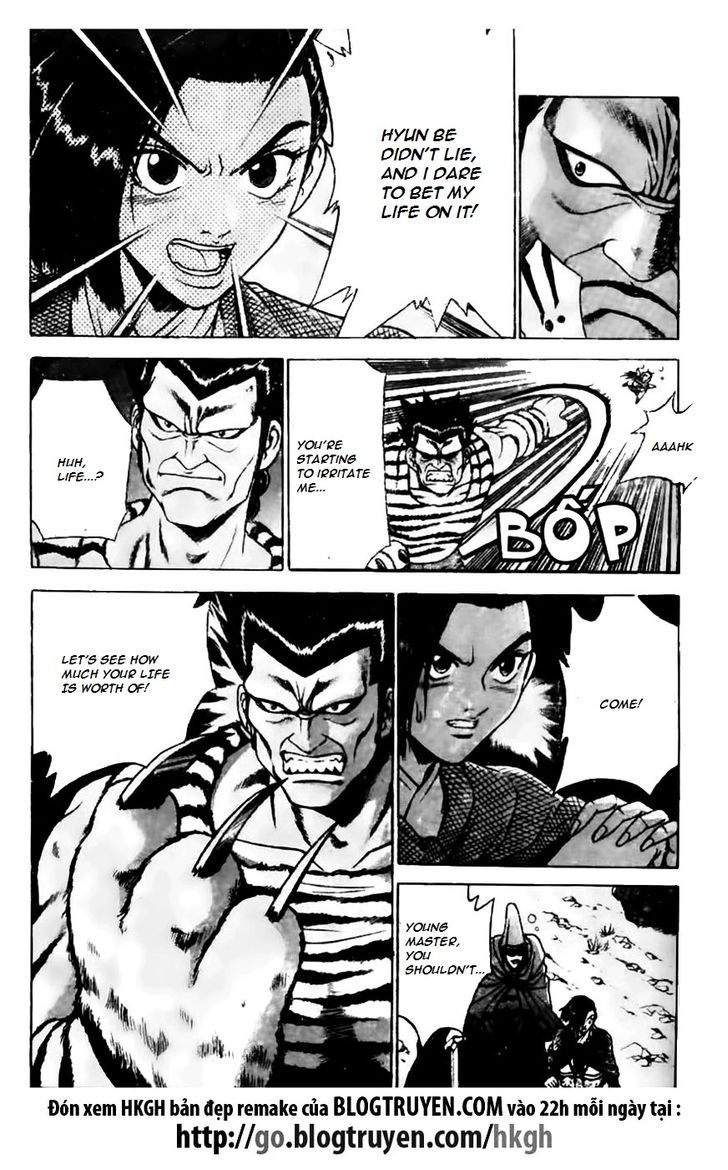 HYUN BE
DIDN'T LIE,
AND I DARE
TO BET MY
LIFE ON IT!
HUH,
LIFE....?
YOU'RE
STARTING
TO IRRITATE
ME...
AAAHK
BỐP
LET'S SEE HOW
MUCH YOUR LIFE
IS WORTH OF!
COME!
YOUNG
MASTER,
YOU
SHOULDN'T...
Đón xem HKGH bản đẹp remake của BLOGTRUYEN.COM vào 22h mỗi ngày tại :
http://go.blogtruyen.com/hkgh